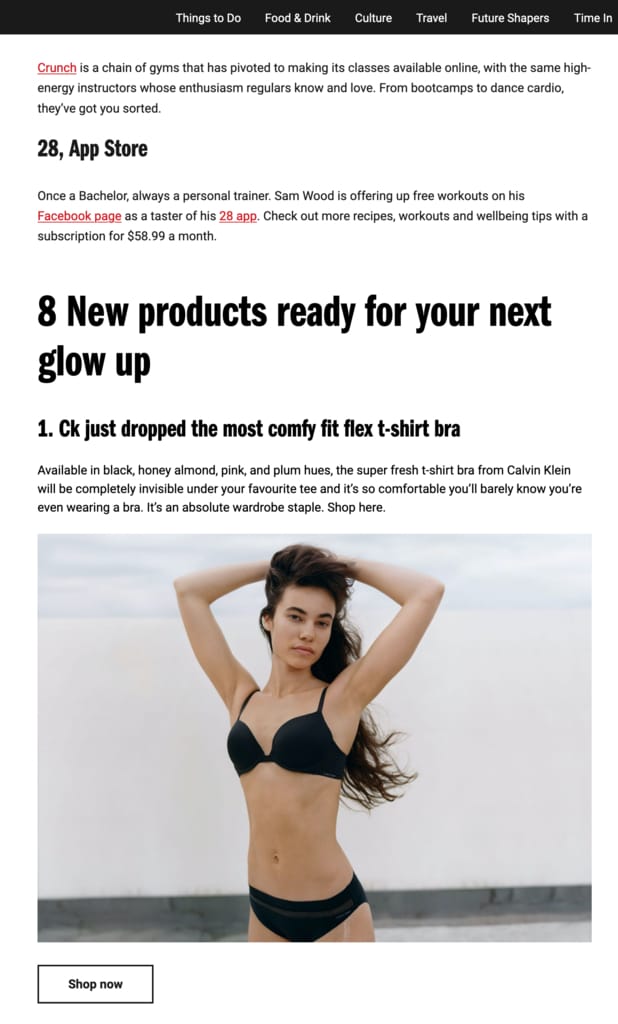 Things to Do Food & Drink Culture Travel Future Shapers Time In
Crunch is a chain of gyms that has pivoted to making its classes available online, with the same high-
energy instructors whose enthusiasm regulars know and love. From bootcamps to dance cardio,
they’ve got you sorted.
28, App Store
Once a Bachelor, always a personal trainer. Sam Wood is offering up free workouts on his
Facebook page as a taster of his 28 app. Check out more recipes, workouts and wellbeing tips with a
subscription for $58.99 a month.
8 New products ready for your next
glow up
1. Ck just dropped the most comfy fit flex t-shirt bra
Available in black, honey almond, pink, and plum hues, the super fresh t-shirt bra from Calvin Klein
will be completely invisible under your favourite tee and it’s so comfortable you’ll barely know you’re
even wearing a bra. It’s an absolute wardrobe staple. Shop here.
Shop now